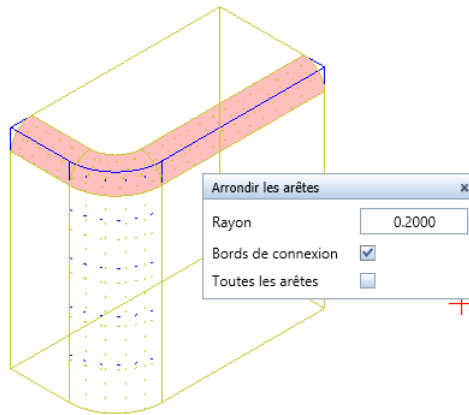 Arrondir les arêtes
Rayon 0.2000
Bords de connexion
Toutes les arêtes